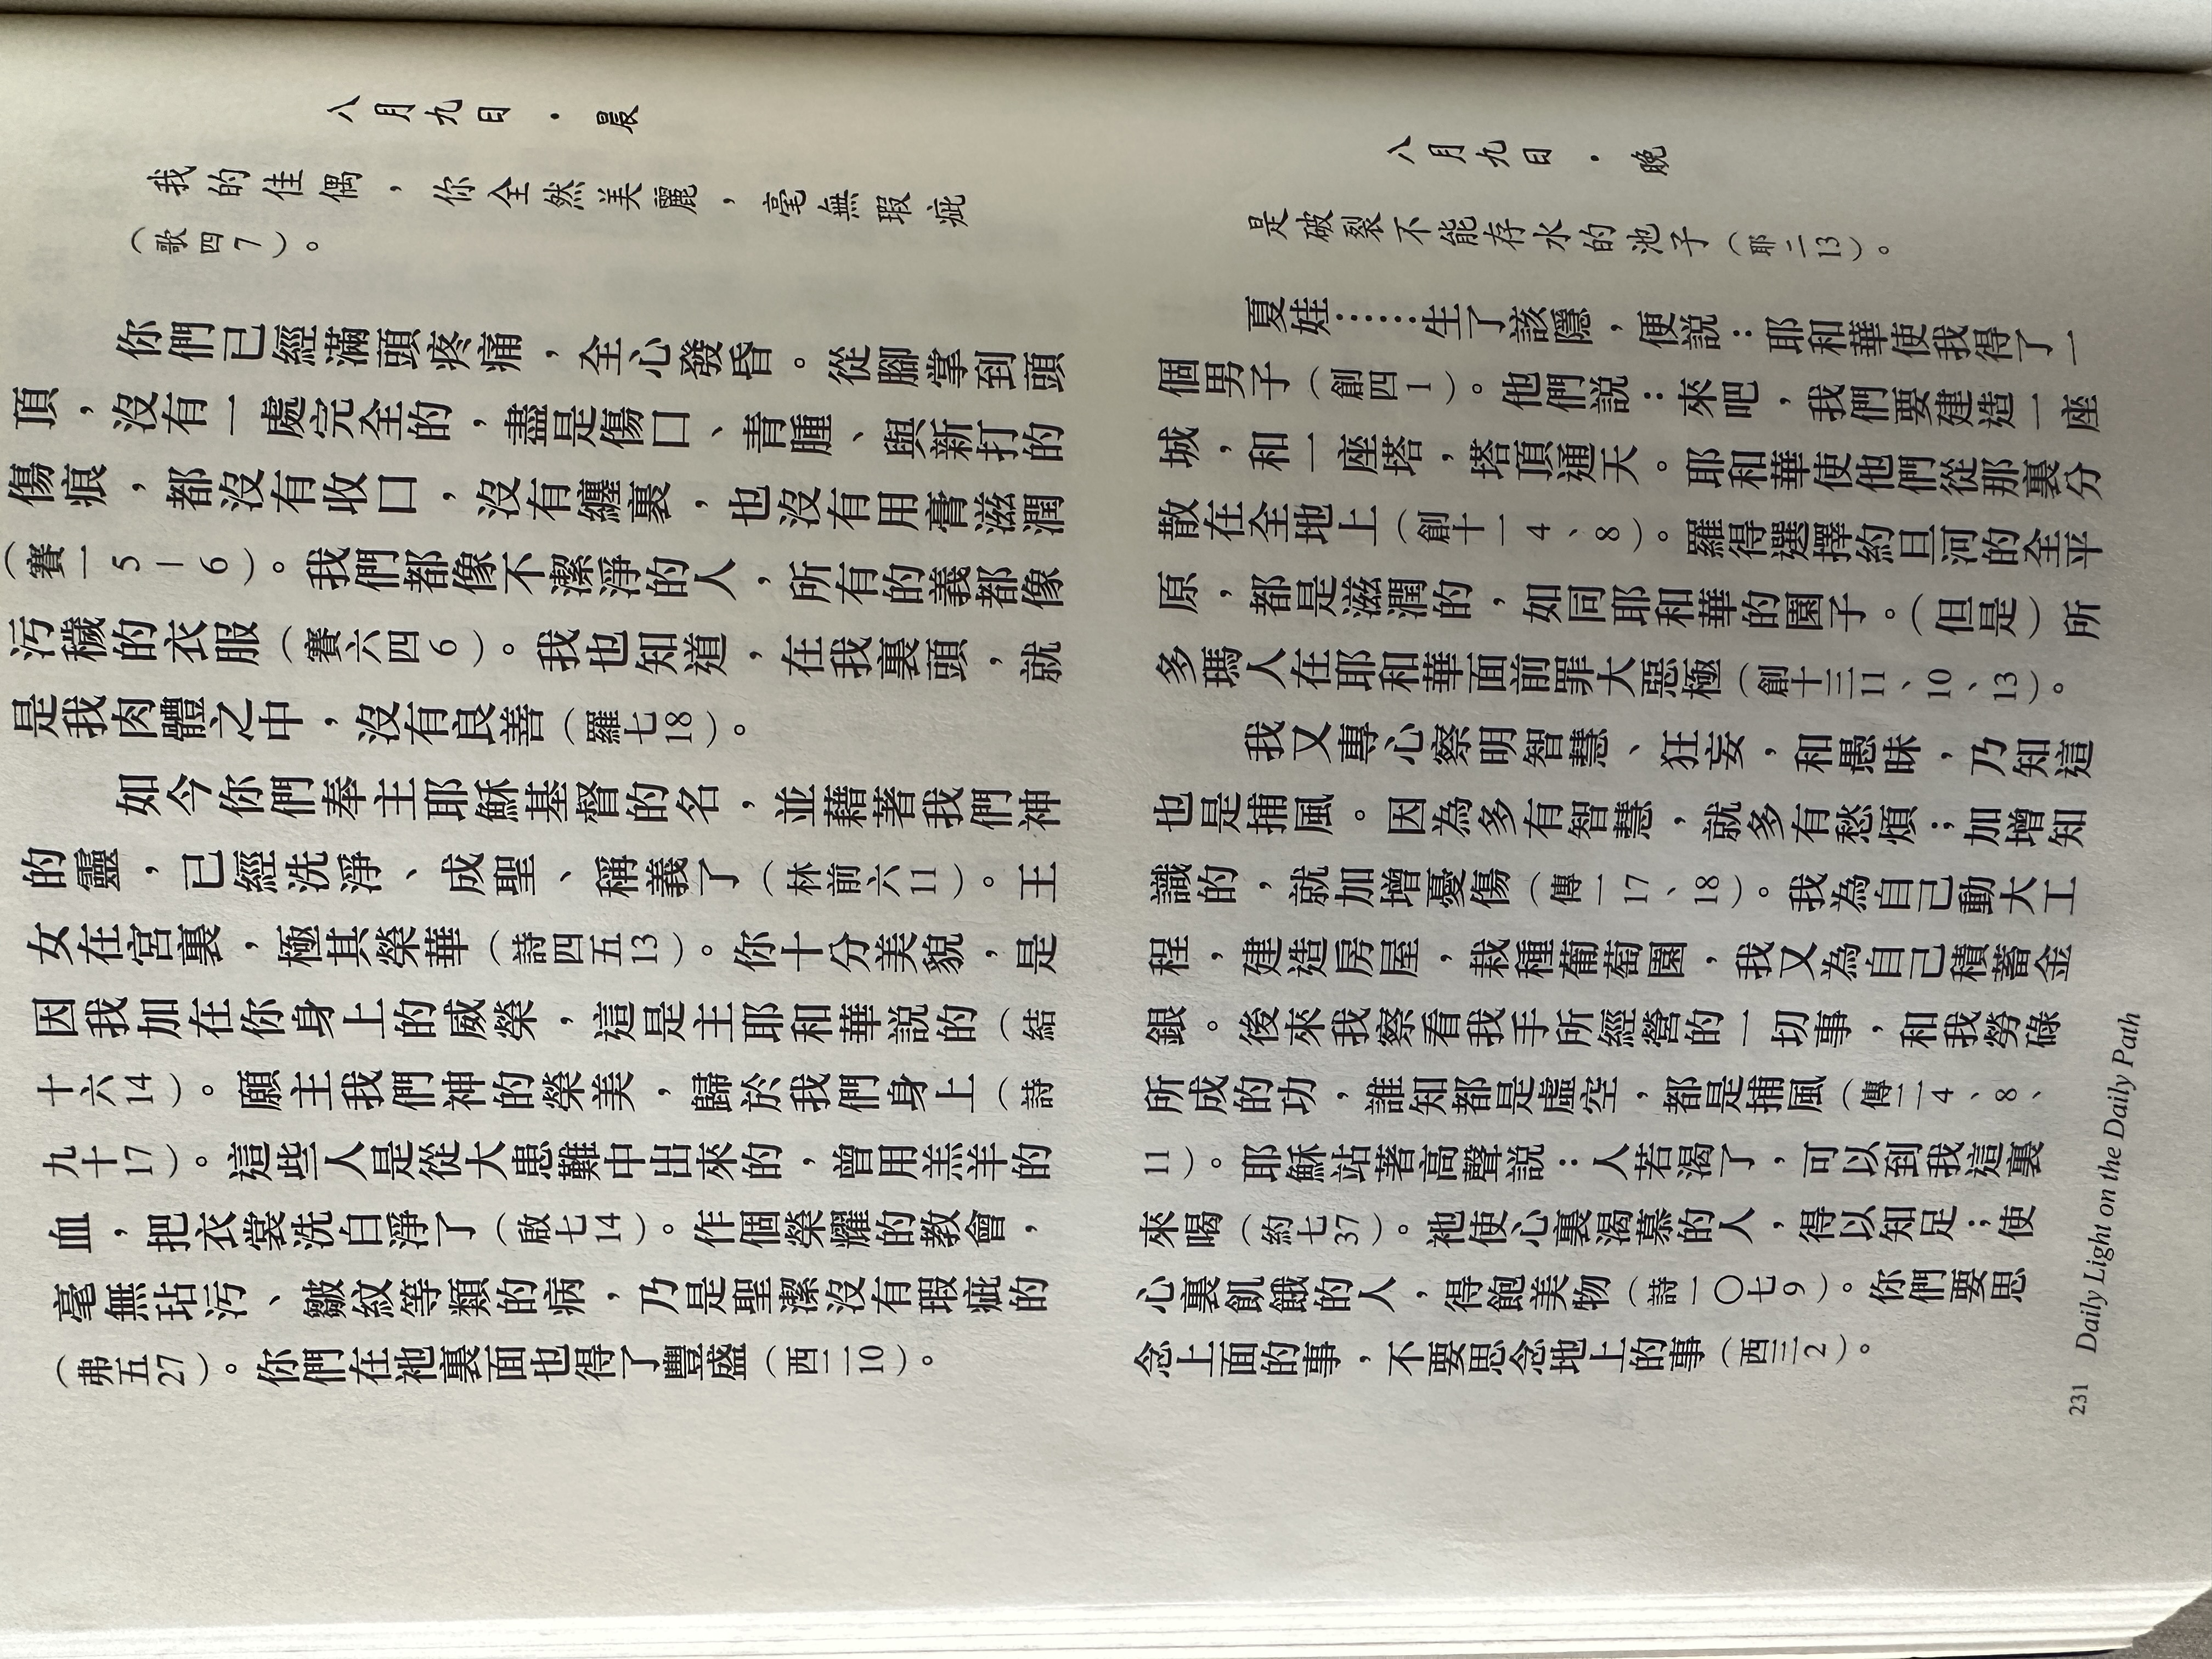 八月九日・晨
我的佳偶，你全然美麗，毫無瑕疵
（歌四7）。
你們已經滿頭疼痛，全心發昏。從腳掌到頭
頂，沒有一處完全的，盡是傷口、青腫、與新打的
傷痕，都沒有收口，沒有纏裹，也沒有用膏滋潤
（賽一5－6）。我們都像不潔淨的人，所有的義都像
污穢的衣服（賽六四6）。我也知道，在我裏頭，就
是我肉體之中，沒有良善（羅七18）。
如今你們奉主耶穌基督的名，並藉著我們神
的靈，已經洗淨、成聖、稱義了（林前六11）。王
女在宮裏，極其榮華（詩四五13）。你十分美貌，是
因我加在你身上的威榮，這是主耶和華説的（結
十六14）。願主我們神的榮美，歸於我們身上（詩
九十17）。這些人是從大患難中出來的，曾用羔羊的
血，把衣裳洗白淨了（啟七14）。作個榮耀的教會，
毫無玷污、皺紋等類的病，乃是聖潔沒有瑕疵的
（弗五27）。你們在祂裏面也得了豐盛（西二10）。
八月九日・晚
是破裂不能存水的池子（耶二13）。
夏娃……生了該隱，便説：耶和華使我得了一
個男子（創四1）。他們説：來吧，我們要建造一座
城，和一座塔，塔頂通天。耶和華使他們從那裏分
散在全地上（創十一4、8）。羅得選擇約旦河的全平
原，都是滋潤的，如同耶和華的園子。（但是）所
多瑪人在耶和華面前罪大惡極（創十三11、10、13）。
我又專心察明智慧、狂妄，和愚昧，乃知這
也是捕風。因為多有智慧，就多有愁煩；加增知
識的，就加增憂傷（傳一17、18）。我為自己動大工
程，建造房屋，栽種葡萄園，我又為自己積蓄金
銀。後來我察看我手所經營的一切事，和我勞碌
所成的功，誰知都是虛空，都是捕風（傳二4、8、
11）。耶穌站著高聲説：人若渴了，可以到我這裏
來喝（約七37）。祂使心裏渴慕的人，得以知足；使
心裏飢餓的人，得飽美物（詩一〇七9）。你們要思
念上面的事，不要思念地上的事（西三2）。
231 Daily Light on the Daily Path